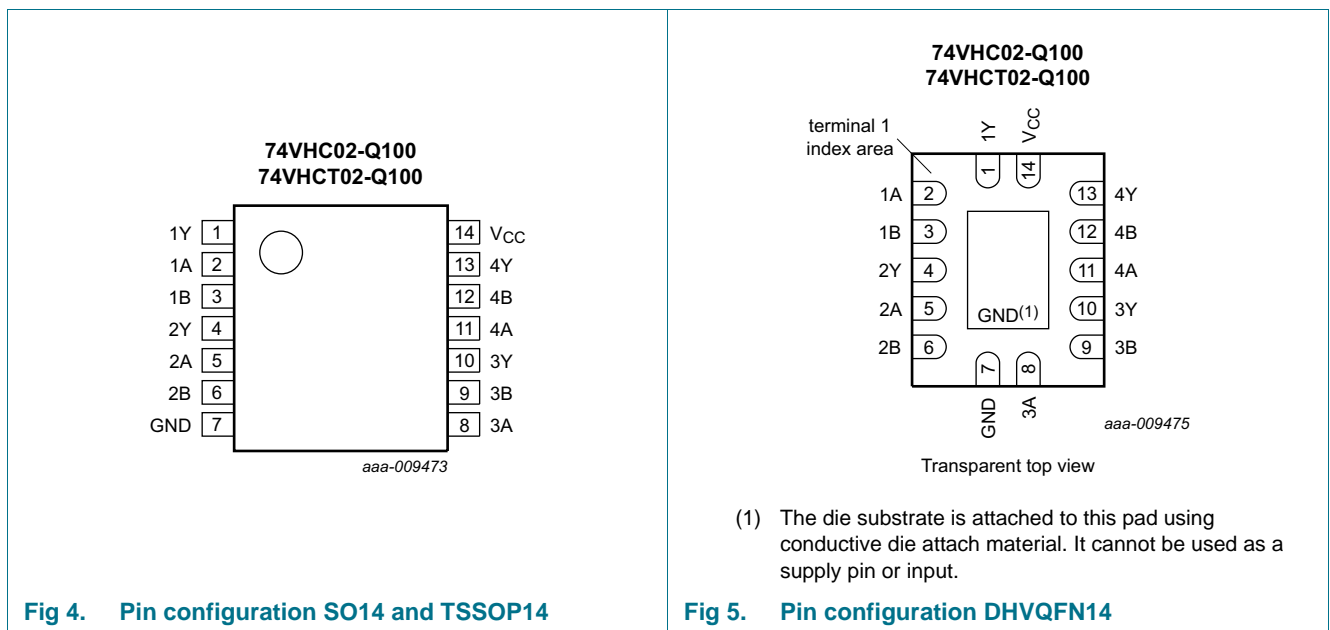 74VHC02-Q100
74VHCT02-Q100
1Y 1
1A 2
1B 3
2Y 4
2A 5
2B 6
GND 7
14 VCC
13 4Y
12 4B
11 4A
10 3Y
9 3B
8 3A
aaa-009473
Fig 4. Pin configuration SO14 and TSSOP14
74VHC02-Q100
74VHCT02-Q100
terminal 1
index area
1Y
VCC
1
14
1A 2
1B 3
2Y 4
2A 5
2B 6
13 4Y
12 4B
11 4A
10 3Y
9 3B
GND(1)
7
8
GND
3A
aaa-009475
Transparent top view
(1) The die substrate is attached to this pad using
conductive die attach material. It cannot be used as a
supply pin or input.
Fig 5. Pin configuration DHVQFN14